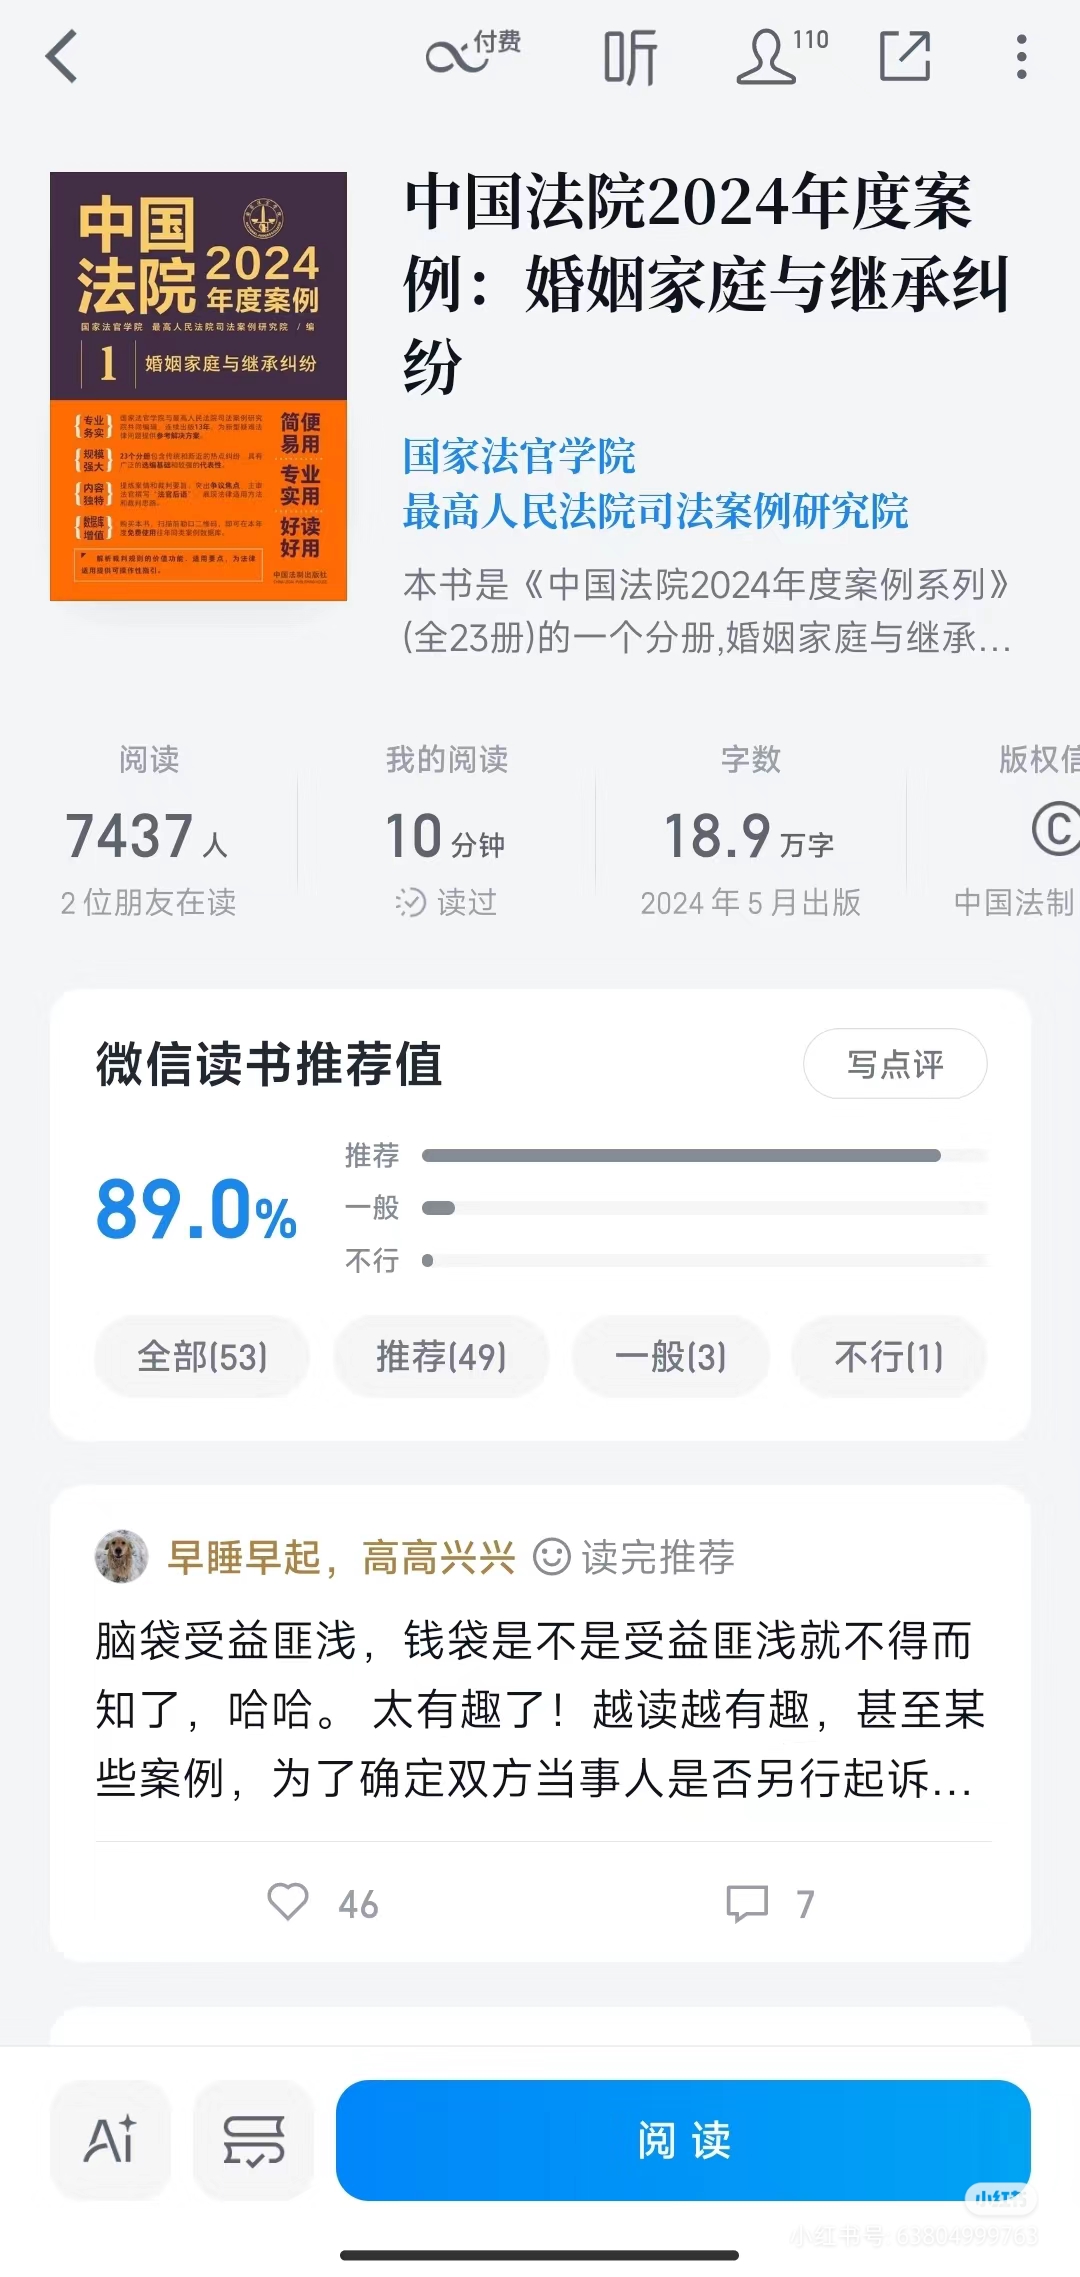 付费
听
110
中国
法院
2024
年度案例
国家法官学院 最高人民法院司法案例研究院 / 编
1
婚姻家庭与继承纠纷
专业
务实
规模
强大
内容
独特
数据库
增值
简便
易用
专业
实用
好读
好用
中国法制出版社
中国法院2024年度案
例：婚姻家庭与继承纠
纷
国家法官学院
最高人民法院司法案例研究院
本书是《中国法院2024年度案例系列》
(全23册)的一个分册,婚姻家庭与继承...
阅读
7437人
2 位朋友在读
我的阅读
10 分钟
读过
字数
18.9 万字
2024 年 5 月出版
版权信
©
中国法制
微信读书推荐值
写点评
89.0%
推荐
一般
不行
全部(53)
推荐(49)
一般(3)
不行(1)
早睡早起，高高兴兴 读完推荐
脑袋受益匪浅，钱袋是不是受益匪浅就不得而
知了，哈哈。 太有趣了！越读越有趣，甚至某
些案例，为了确定双方当事人是否另行起诉...
46
7
Ai
阅读
小红书
小红书号: 63804999763